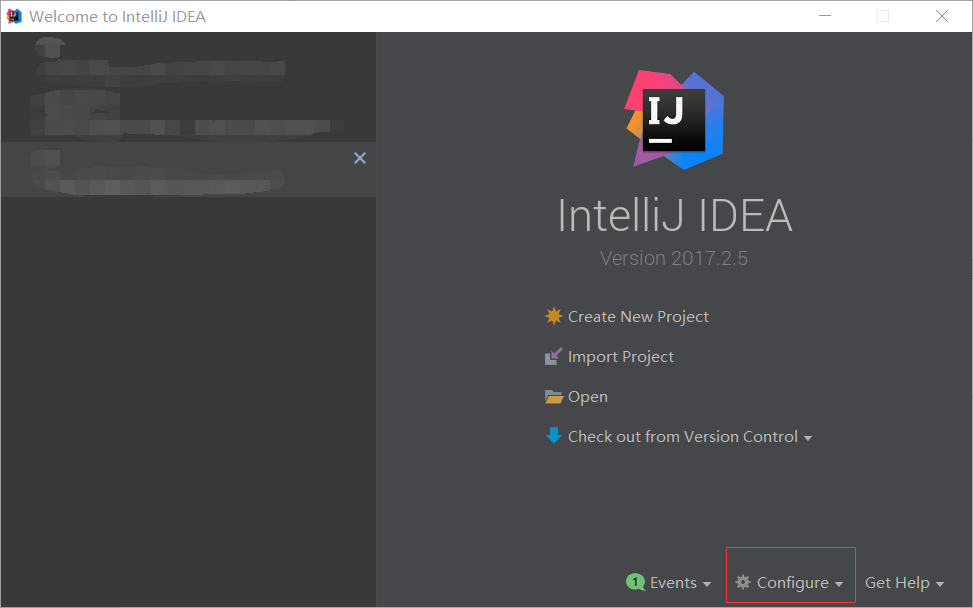 Welcome to IntelliJ IDEA
IJ
IntelliJ IDEA
Version 2017.2.5
Create New Project
Import Project
Open
Check out from Version Control
1 Events Configure Get Help